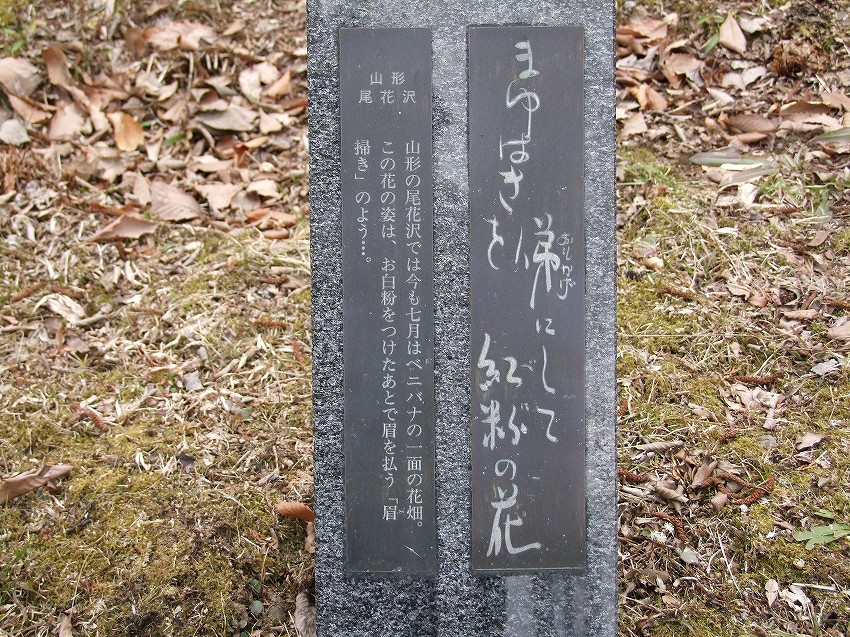 まゆはきを
俤にして
おもかげ
紅粉の花
山形
尾花沢
山形の尾花沢では今も七月はベニバナの一面の花畑。
この花の姿は、お白粉をつけたあとで眉を払う「眉
掃き」のよう…。